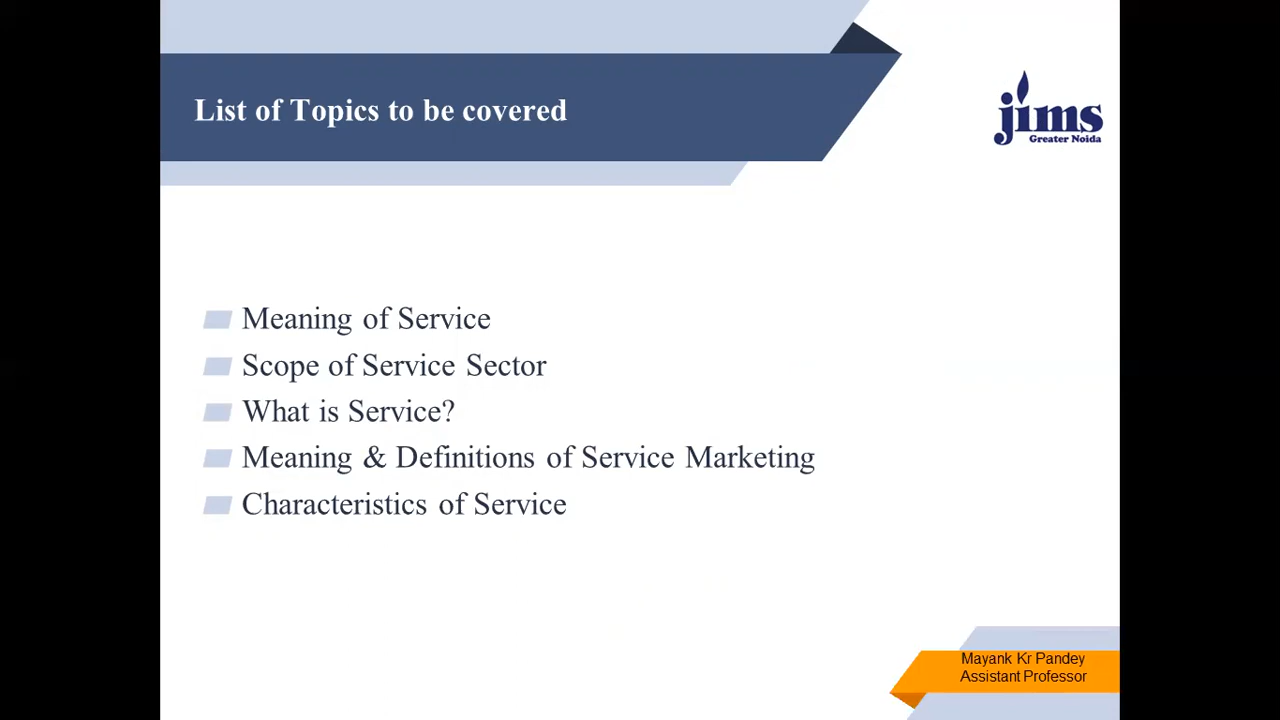 List of Topics to be covered
jims
Greater Noida
Meaning of Service
Scope of Service Sector
What is Service?
Meaning & Definitions of Service Marketing
Characteristics of Service
Mayank Kr Pandey
Assistant Professor